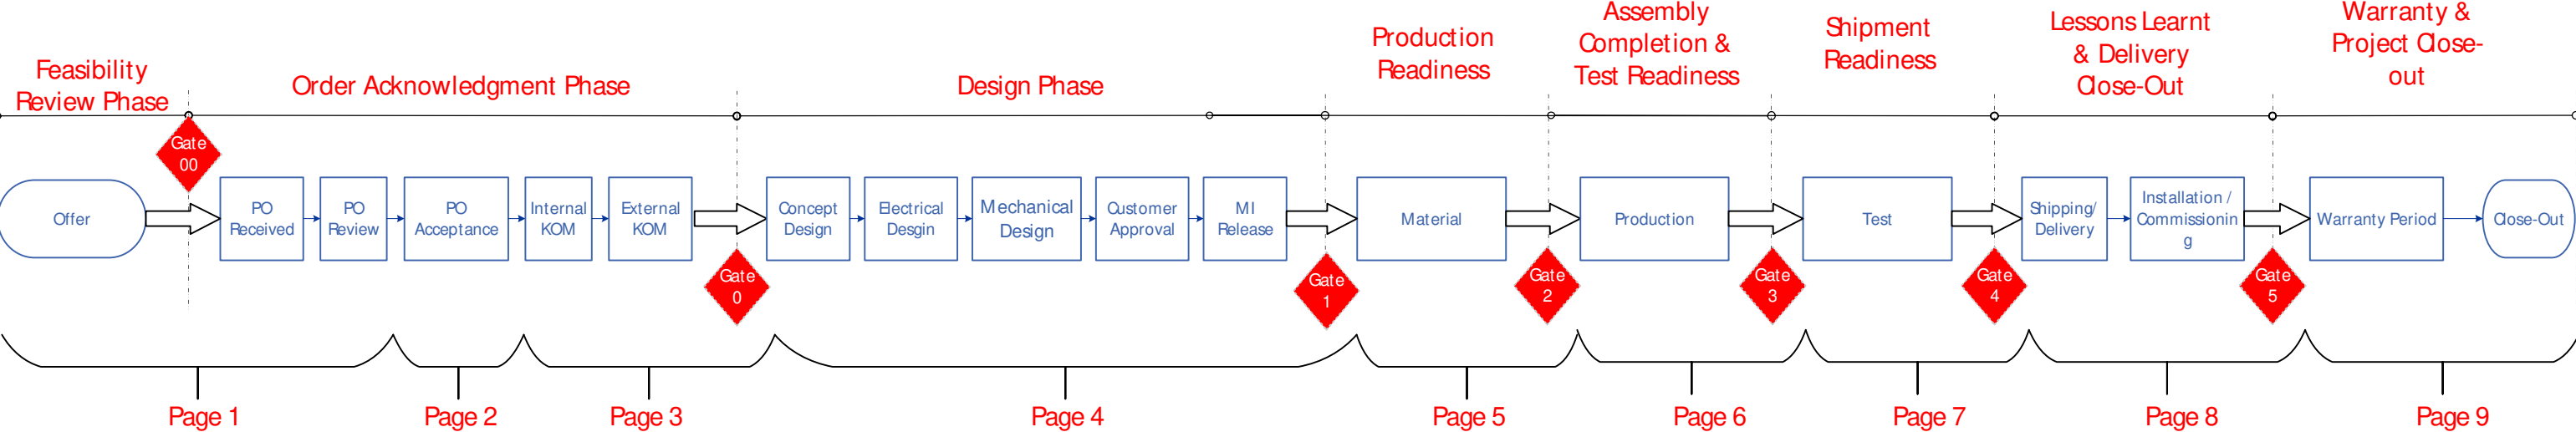 Feasibility
Review Phase
Order Acknowledgment Phase
Design Phase
Production
Readiness
Assembly
Completion &
Test Readiness
Shipment
Readiness
Lessons Learnt
& Delivery
Close-Out
Warranty &
Project Close-
out
Gate
00
Offer
PO
Received
PO
Review
PO
Acceptance
Internal
KOM
External
KOM
Concept
Design
Electrical
Desgin
Mechanical
Design
Customer
Approval
MI
Release
Material
Production
Test
Shipping/
Delivery
Installation /
Commissionin
g
Warranty Period
Close-Out
Gate
0
Gate
1
Gate
2
Gate
3
Gate
4
Gate
5
Page 1
Page 2
Page 3
Page 4
Page 5
Page 6
Page 7
Page 8
Page 9